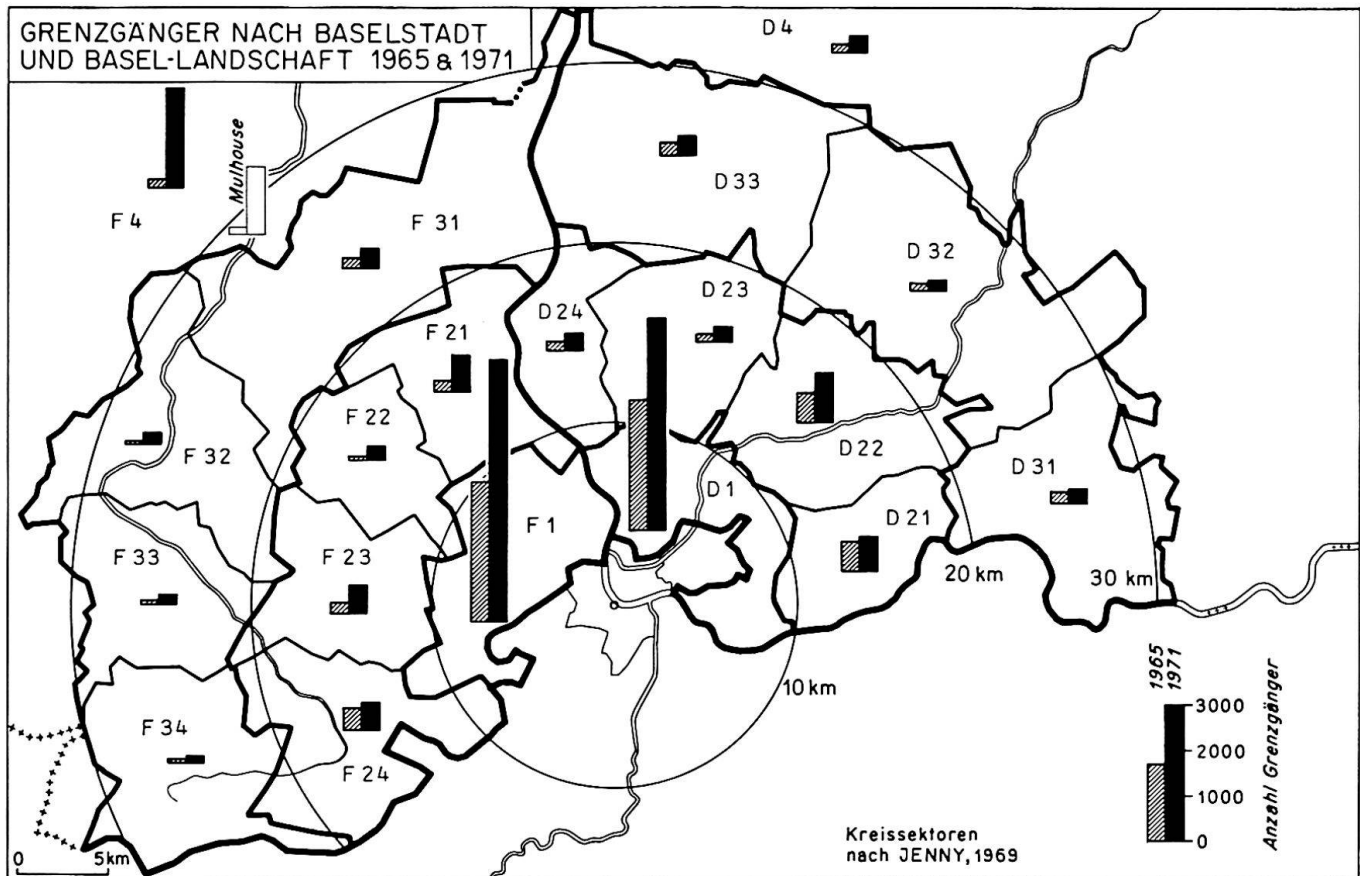 GRENZGÄNGER NACH BASELSTADT
UND BASEL-LANDSCHAFT 1965 & 1971
D 4
Mulhouse
F 4
F 31
D 33
D 32
D 23
D 24
F 21
F 22
F 32
D 22
D 31
D 1
F 1
D 21
F 33
F 23
20 km
30 km
10 km
F 34
F 24
1965
1971
3000
2000
1000
0
Anzahl Grenzgänger
Kreissektoren
nach JENNY, 1969
0 5km